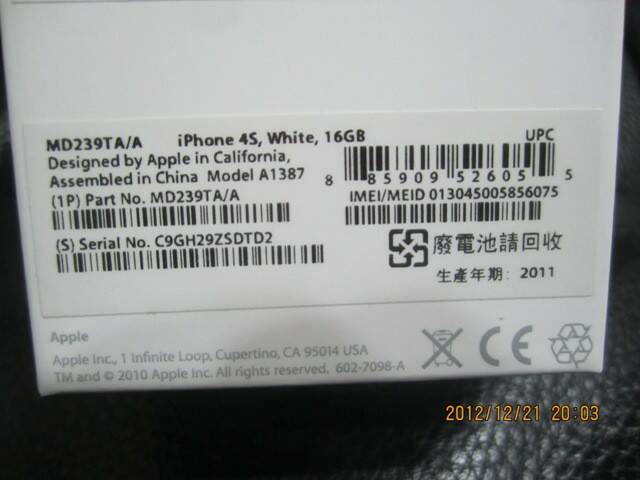 MD239TA/A iPhone 4S, White, 16GB UPC
Designed by Apple in California,
Assembled in China Model A1387
8 85909 52605 5
(1P) Part No. MD239TA/A
IMEI/MEID 013045005856075
(S) Serial No. C9GH29ZSDTD2
廢電池請回收
生產年期: 2011
Apple
Apple Inc., 1 Infinite Loop, Cupertino, CA 95014 USA
TM and © 2010 Apple Inc. All rights reserved. 602-7098-A
CE
2012/12/21 20:03